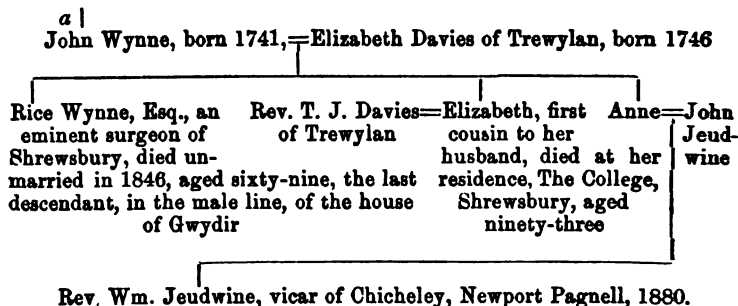 a
John Wynne, born 1741,=Elizabeth Davies of Trewylan, born 1746
Rice Wynne, Esq., an
eminent surgeon of
Shrewsbury, died un-
married in 1846, aged sixty-nine, the last
descendant, in the male line, of the house
of Gwydir
Rev. T. J. Davies=Elizabeth, first
of Trewylan
cousin to her
husband, died at her
residence, The College,
Shrewsbury, aged
ninety-three
Anne=John
Jeud-
wine
Rev. Wm. Jeudwine, vicar of Chicheley, Newport Pagnell, 1880.